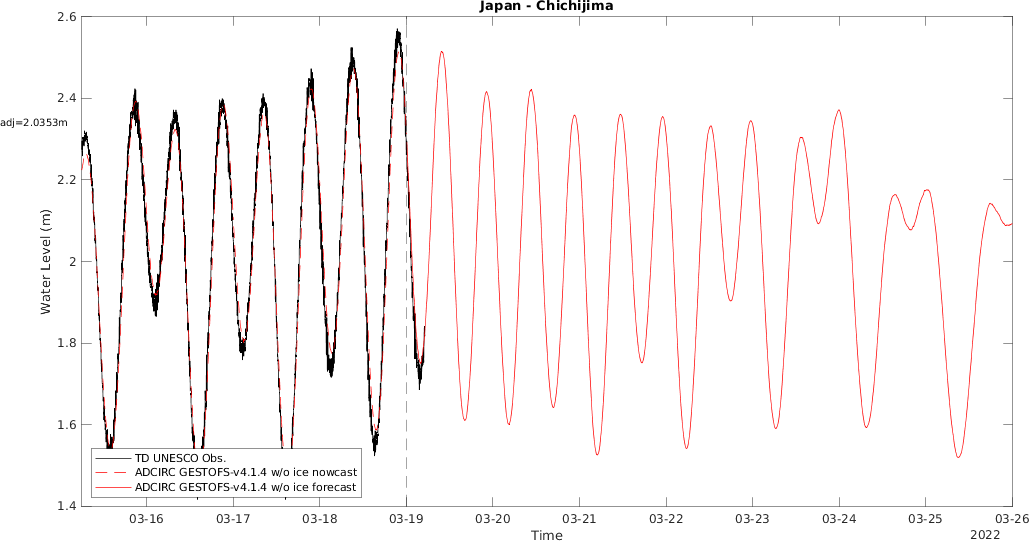 Japan - Chichijima
2.6
2.4
adj=2.0353m
2.2
2
1.8
1.6
1.4
Water Level (m)
TD UNESCO Obs.
ADCIRC GESTOFS-v4.1.4 w/o ice nowcast
ADCIRC GESTOFS-v4.1.4 w/o ice forecast
03-16 03-17 03-18 03-19 03-20 03-21 03-22 03-23 03-24 03-25 03-26
Time
2022